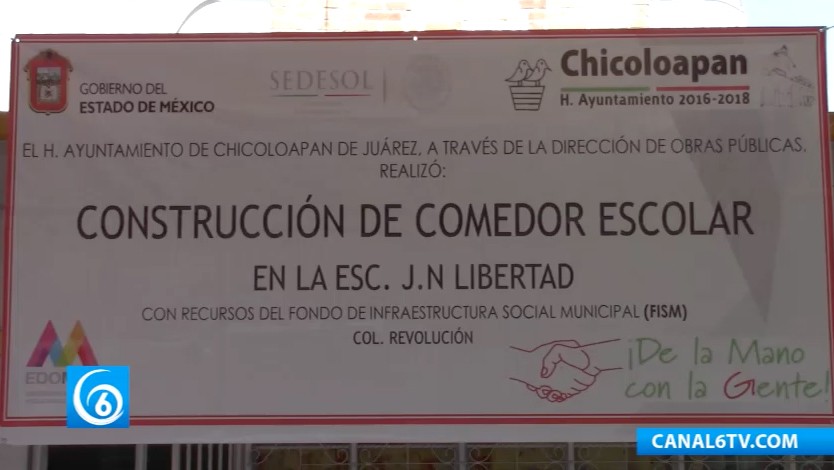 GOBIERNO DEL
ESTADO DE MÉXICO
SEDESOL
Chicoloapan
H. Ayuntamiento 2016-2018
EL H. AYUNTAMIENTO DE CHICOLOAPAN DE JUÁREZ, A TRAVÉS DE LA DIRECCIÓN DE OBRAS PÚBLICAS.
REALIZÓ:
CONSTRUCCIÓN DE COMEDOR ESCOLAR
EN LA ESC. J.N LIBERTAD
CON RECURSOS DEL FONDO DE INFRAESTRUCTURA SOCIAL MUNICIPAL (FISM)
COL. REVOLUCIÓN
¡De la Mano
con la Gente!
6
CANAL6TV.COM